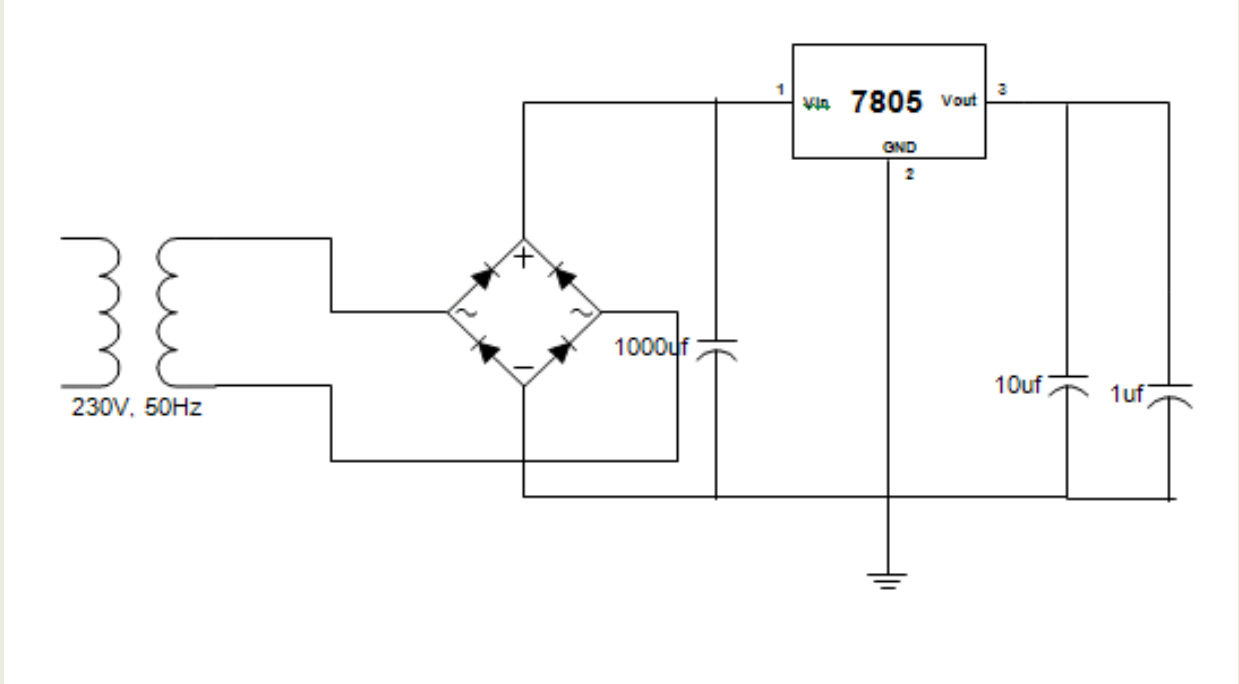 1 Vin 7805 Vout 3
GND
2
+
~ ~
−
1000uf
10uf
1uf
230V, 50Hz